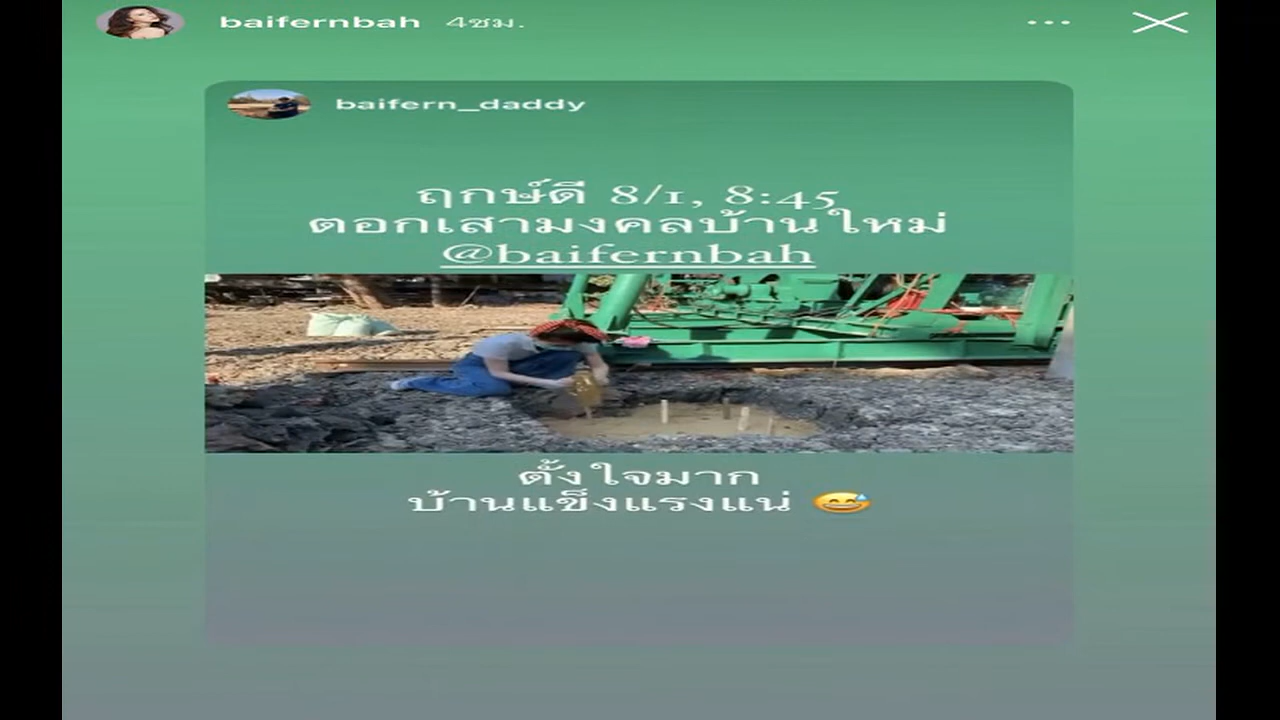 baifernbah 4ชม.
baifern_daddy
ฤกษ์ดี 8/1, 8:45
ตอกเสามงคลบ้านใหม่
@baifernbah
ตั้งใจมาก
บ้านแข็งแรงแน่ 😅